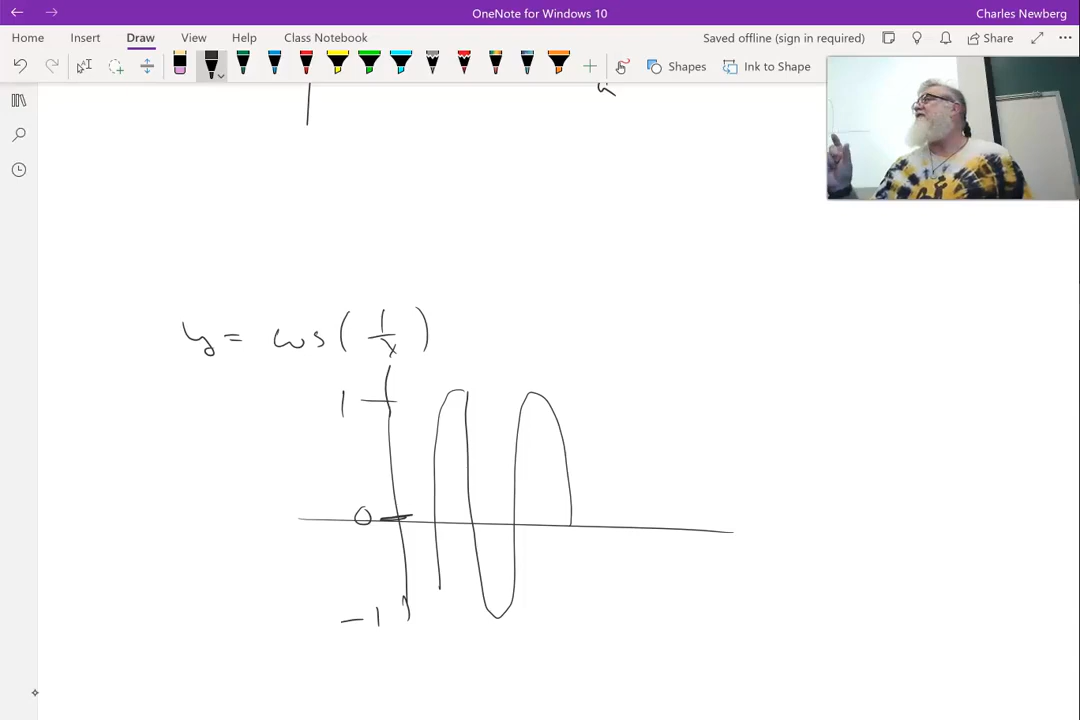 OneNote for Windows 10
Charles Newberg
Home Insert Draw View Help Class Notebook
Saved offline (sign in required)
Share
Shapes
Ink to Shape
y = cos( 1/x )
1
0
-1